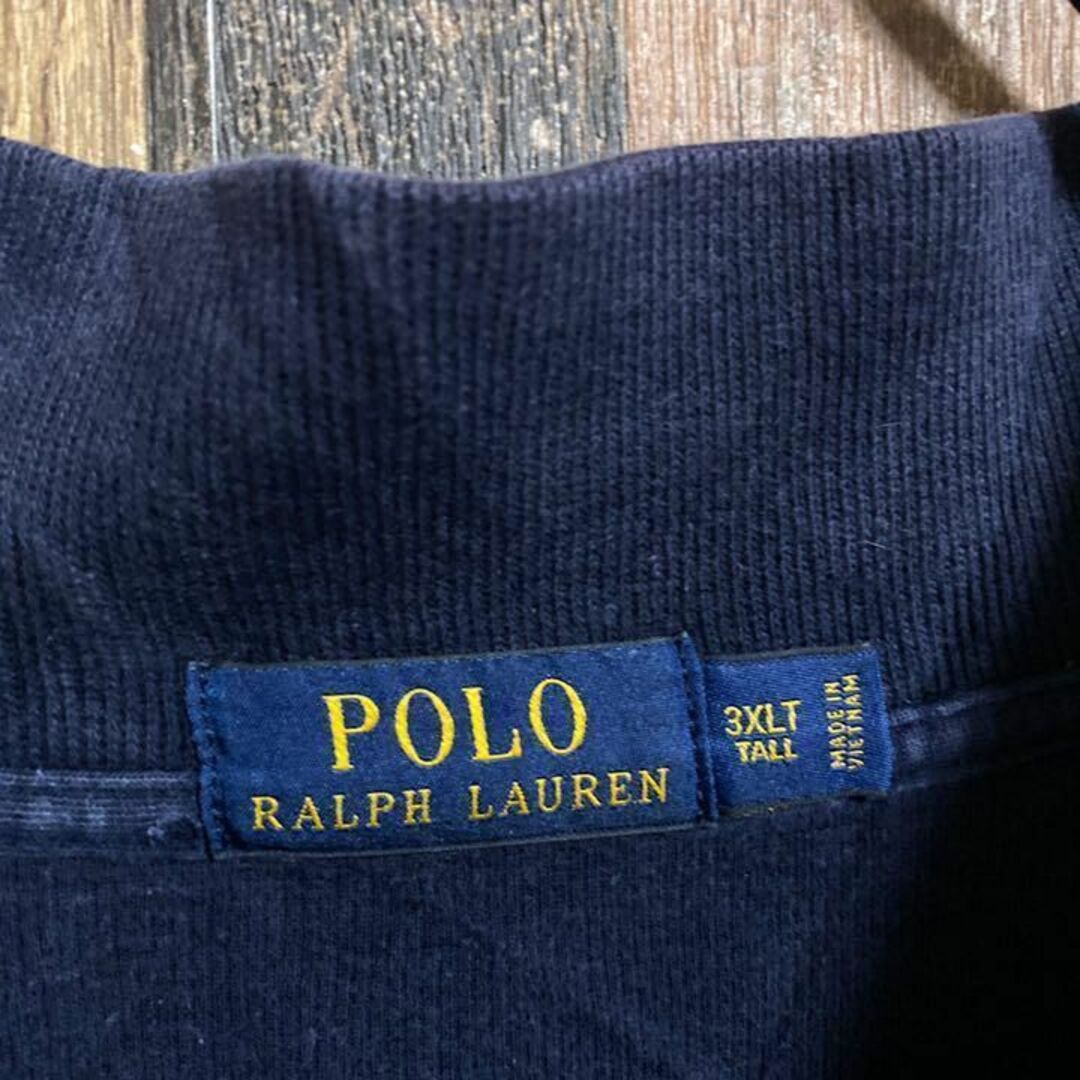 POLO
RALPH LAUREN
3XLT
TALL
MADE IN
VIETNAM